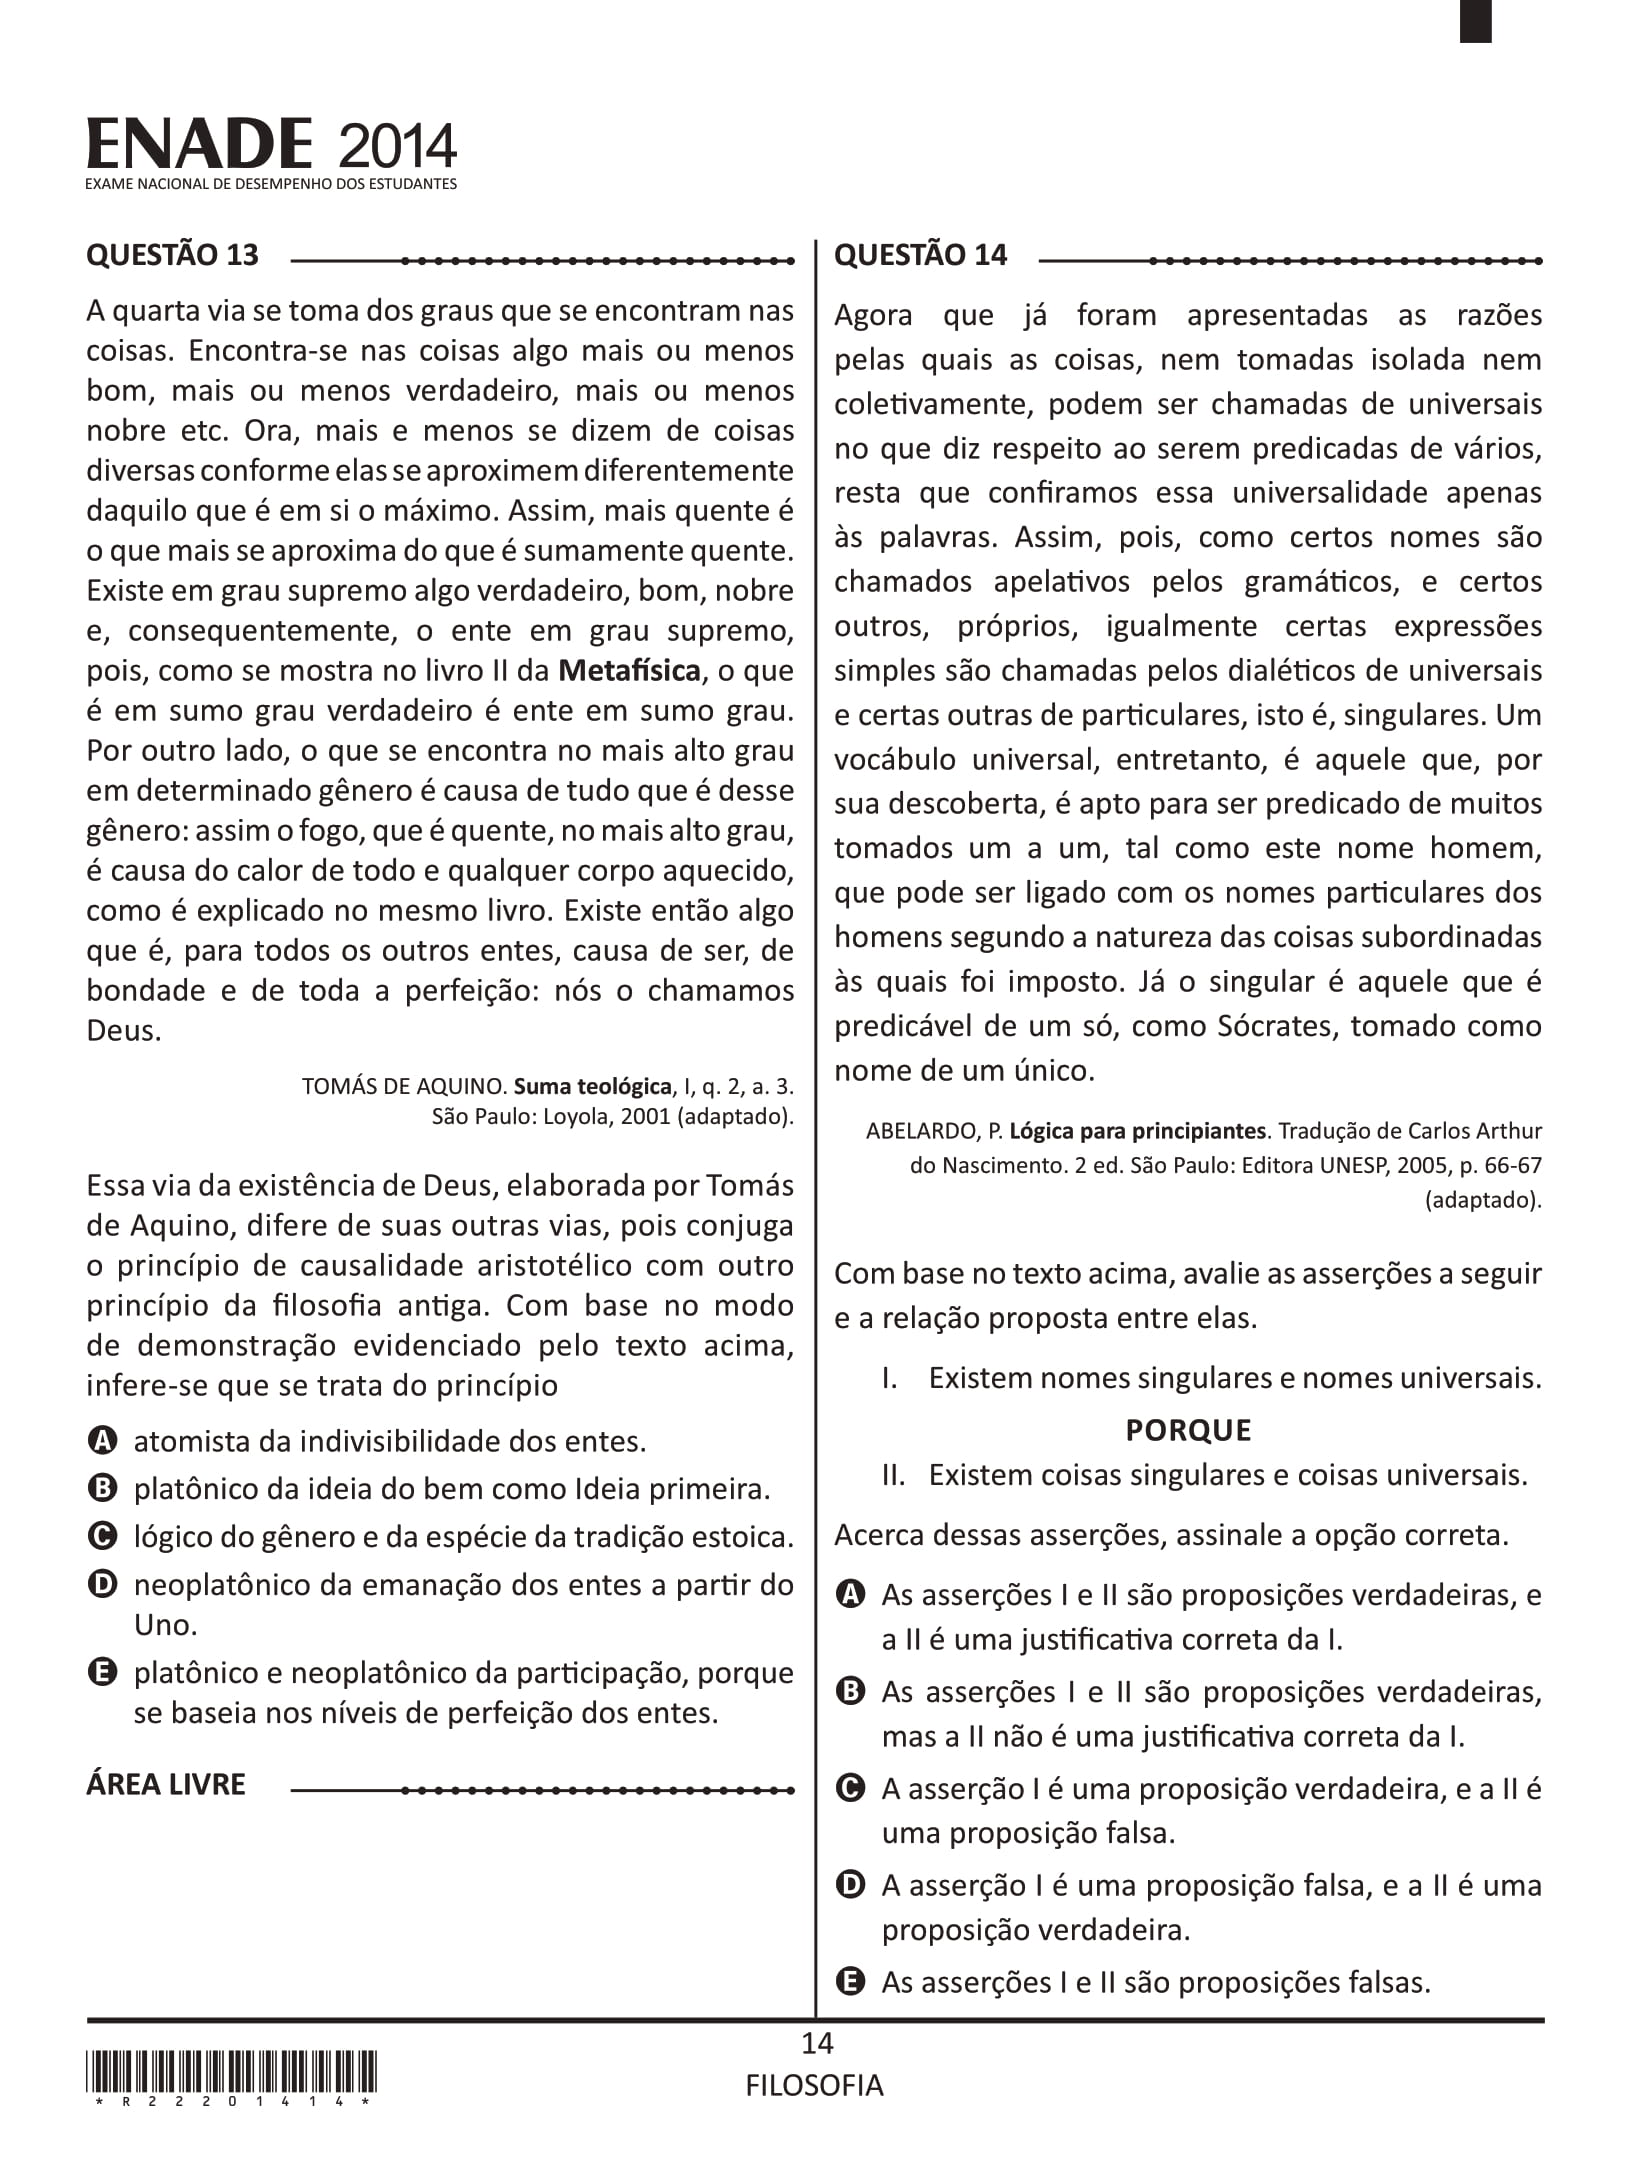 ENADE 2014
EXAME NACIONAL DE DESEMPENHO DOS ESTUDANTES
QUESTÃO 13
A quarta via se toma dos graus que se encontram nas
coisas. Encontra-se nas coisas algo mais ou menos
bom, mais ou menos verdadeiro, mais ou menos
nobre etc. Ora, mais e menos se dizem de coisas
diversas conforme elas se aproximem diferentemente
daquilo que é em si o máximo. Assim, mais quente é
o que mais se aproxima do que é sumamente quente.
Existe em grau supremo algo verdadeiro, bom, nobre
e, consequentemente, o ente em grau supremo,
pois, como se mostra no livro II da Metafísica, o que
é em sumo grau verdadeiro é ente em sumo grau.
Por outro lado, o que se encontra no mais alto grau
em determinado gênero é causa de tudo que é desse
gênero: assim o fogo, que é quente, no mais alto grau,
é causa do calor de todo e qualquer corpo aquecido,
como é explicado no mesmo livro. Existe então algo
que é, para todos os outros entes, causa de ser, de
bondade e de toda a perfeição: nós o chamamos
Deus.
TOMÁS DE AQUINO. Suma teológica, I, q. 2, a. 3.
São Paulo: Loyola, 2001 (adaptado).
Essa via da existência de Deus, elaborada por Tomás
de Aquino, difere de suas outras vias, pois conjuga
o princípio de causalidade aristotélico com outro
princípio da filosofia antiga. Com base no modo
de demonstração evidenciado pelo texto acima,
infere-se que se trata do princípio
A atomista da indivisibilidade dos entes.
B platônico da ideia do bem como Ideia primeira.
C lógico do gênero e da espécie da tradição estoica.
D neoplatônico da emanação dos entes a partir do
Uno.
E platônico e neoplatônico da participação, porque
se baseia nos níveis de perfeição dos entes.
ÁREA LIVRE
QUESTÃO 14
Agora que já foram apresentadas as razões
pelas quais as coisas, nem tomadas isolada nem
coletivamente, podem ser chamadas de universais
no que diz respeito ao serem predicadas de vários,
resta que confiramos essa universalidade apenas
às palavras. Assim, pois, como certos nomes são
chamados apelativos pelos gramáticos, e certos
outros, próprios, igualmente certas expressões
simples são chamadas pelos dialéticos de universais
e certas outras de particulares, isto é, singulares. Um
vocábulo universal, entretanto, é aquele que, por
sua descoberta, é apto para ser predicado de muitos
tomados um a um, tal como este nome homem,
que pode ser ligado com os nomes particulares dos
homens segundo a natureza das coisas subordinadas
às quais foi imposto. Já o singular é aquele que é
predicável de um só, como Sócrates, tomado como
nome de um único.
ABELARDO, P. Lógica para principiantes. Tradução de Carlos Arthur
do Nascimento. 2 ed. São Paulo: Editora UNESP, 2005, p. 66-67
(adaptado).
Com base no texto acima, avalie as asserções a seguir
e a relação proposta entre elas.
I. Existem nomes singulares e nomes universais.
PORQUE
II. Existem coisas singulares e coisas universais.
Acerca dessas asserções, assinale a opção correta.
A As asserções I e II são proposições verdadeiras, e
a II é uma justificativa correta da I.
B As asserções I e II são proposições verdadeiras,
mas a II não é uma justificativa correta da I.
C A asserção I é uma proposição verdadeira, e a II é
uma proposição falsa.
D A asserção I é uma proposição falsa, e a II é uma
proposição verdadeira.
E As asserções I e II são proposições falsas.
14
FILOSOFIA
* R 2 2 2 0 1 4 1 4 *